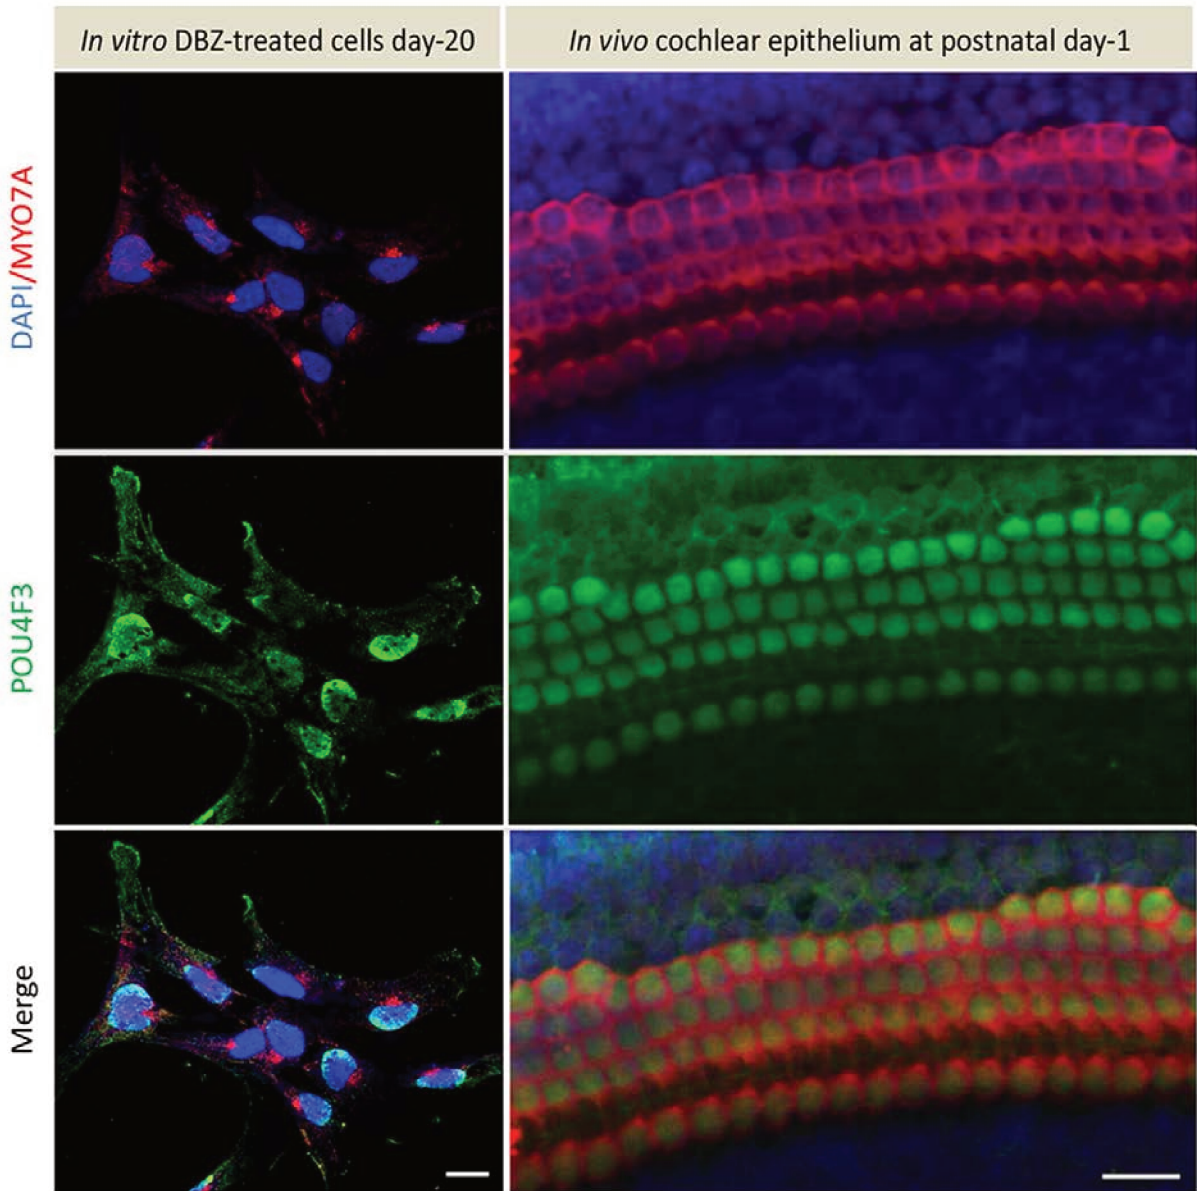 In vitro DBZ-treated cells day-20
In vivo cochlear epithelium at postnatal day-1
DAPI/MYO7A
POU4F3
Merge